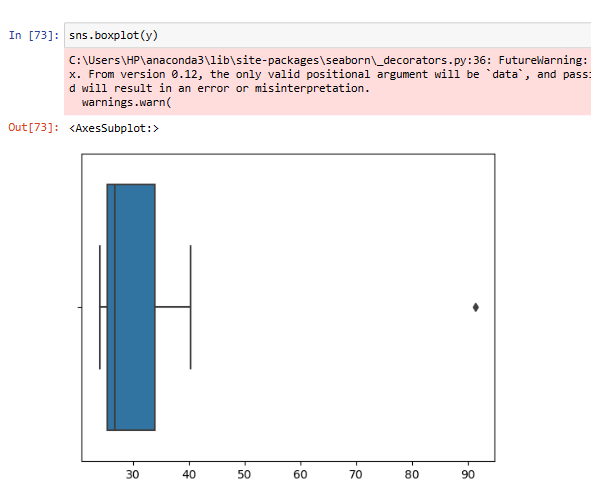 In [73]: sns.boxplot(y)
C:\Users\HP\anaconda3\lib\site-packages\seaborn\_decorators.py:36: FutureWarning:
x. From version 0.12, the only valid positional argument will be `data`, and passi
d will result in an error or misinterpretation.
warnings.warn(
Out[73]: <AxesSubplot:>
30 40 50 60 70 80 90